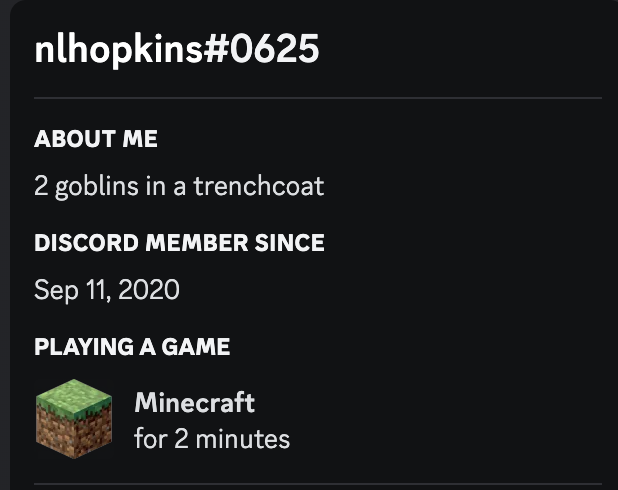 nlhopkins#0625
ABOUT ME
2 goblins in a trenchcoat
DISCORD MEMBER SINCE
Sep 11, 2020
PLAYING A GAME
Minecraft
for 2 minutes